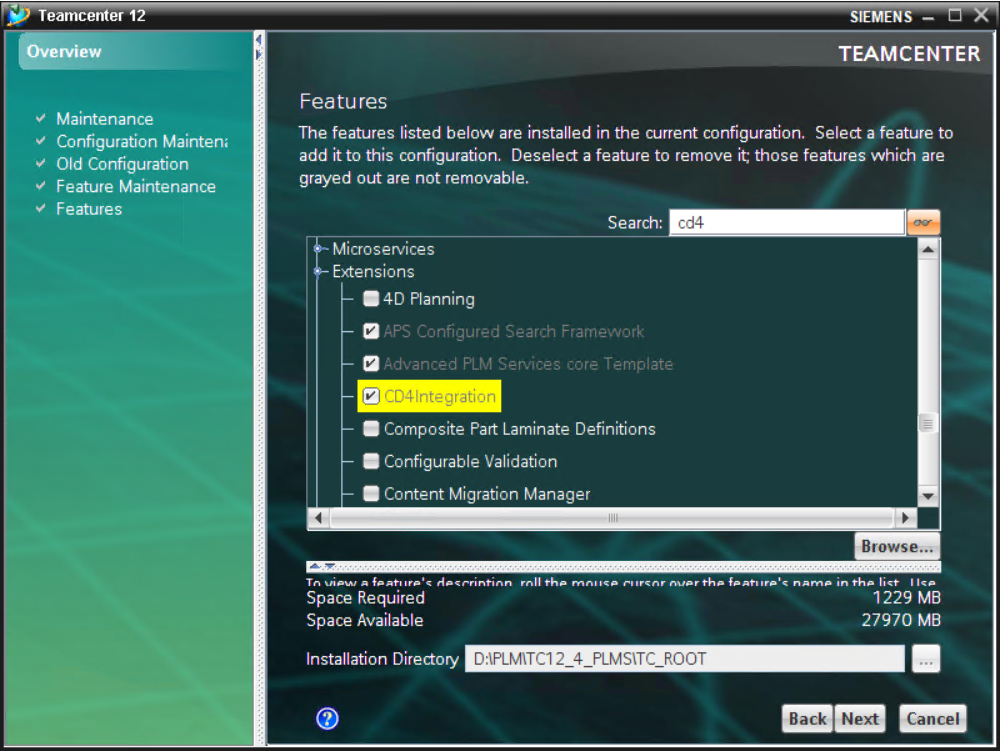 Teamcenter 12
SIEMENS
Overview
TEAMCENTER
Maintenance
Configuration Maintena
Old Configuration
Feature Maintenance
Features
Features
The features listed below are installed in the current configuration. Select a feature to
add it to this configuration. Deselect a feature to remove it; those features which are
grayed out are not removable.
Search: cd4
Microservices
Extensions
4D Planning
APS Configured Search Framework
Advanced PLM Services core Template
CD4Integration
Composite Part Laminate Definitions
Configurable Validation
Content Migration Manager
Browse...
To view a feature's description, roll the mouse cursor over the feature's name in the list. Use
Space Required 1229 MB
Space Available 27970 MB
Installation Directory D:\PLM\TC12_4_PLMS\TC_ROOT ...
? Back Next Cancel